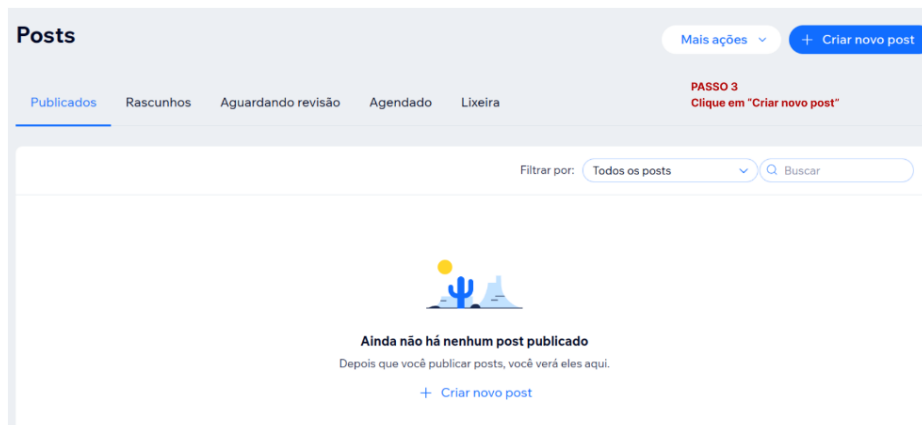 Posts
Mais ações
+ Criar novo post
Publicados Rascunhos Aguardando revisão Agendado Lixeira
PASSO 3
Clique em "Criar novo post"
Filtrar por: Todos os posts Buscar
Ainda não há nenhum post publicado
Depois que você publicar posts, você verá eles aqui.
+ Criar novo post